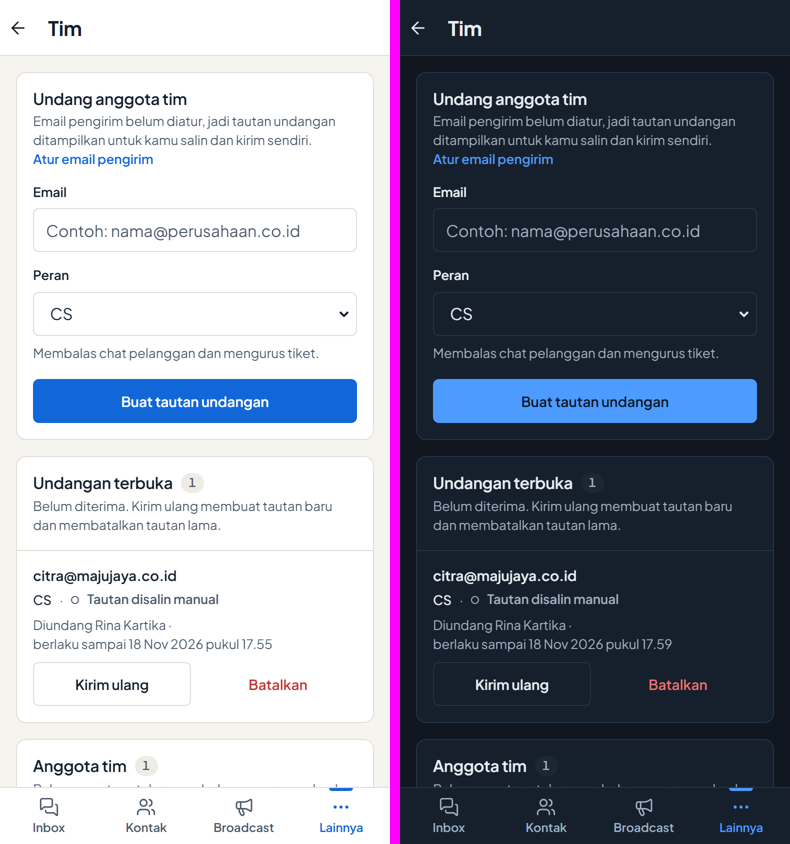 Tim
Undang anggota tim
Email pengirim belum diatur, jadi tautan undangan
ditampilkan untuk kamu salin dan kirim sendiri.
Atur email pengirim
Email
Contoh: nama@perusahaan.co.id
Peran
CS
Membalas chat pelanggan dan mengurus tiket.
Buat tautan undangan
Undangan terbuka 1
Belum diterima. Kirim ulang membuat tautan baru
dan membatalkan tautan lama.
citra@majujaya.co.id
CS · Tautan disalin manual
Diundang Rina Kartika ·
berlaku sampai 18 Nov 2026 pukul 17.55
Kirim ulang Batalkan
Anggota tim 1
Inbox Kontak Broadcast Lainnya
Tim
Undang anggota tim
Email pengirim belum diatur, jadi tautan undangan
ditampilkan untuk kamu salin dan kirim sendiri.
Atur email pengirim
Email
Contoh: nama@perusahaan.co.id
Peran
CS
Membalas chat pelanggan dan mengurus tiket.
Buat tautan undangan
Undangan terbuka 1
Belum diterima. Kirim ulang membuat tautan baru
dan membatalkan tautan lama.
citra@majujaya.co.id
CS · Tautan disalin manual
Diundang Rina Kartika ·
berlaku sampai 18 Nov 2026 pukul 17.59
Kirim ulang Batalkan
Anggota tim 1
Inbox Kontak Broadcast Lainnya